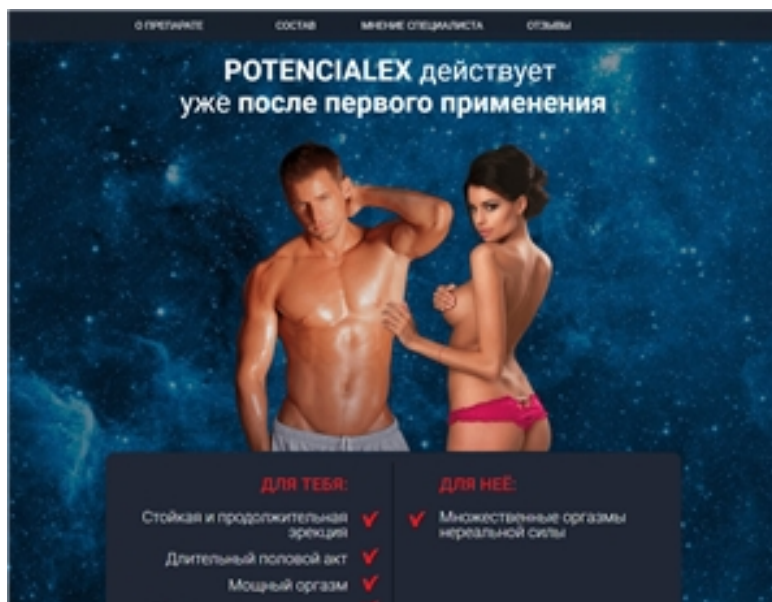 О ПРЕПАРАТЕ СОСТАВ МНЕНИЕ СПЕЦИАЛИСТА ОТЗЫВЫ
POTENCIALEX действует
уже после первого применения
ДЛЯ ТЕБЯ:
Стойкая и продолжительная
эрекция
Длительный половой акт
Мощный оргазм
ДЛЯ НЕЁ:
Множественные оргазмы
нереальной силы